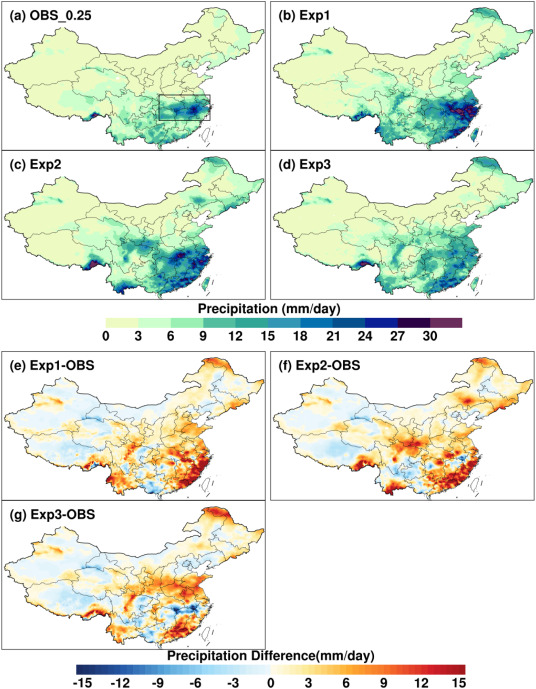 (a) OBS_0.25
(b) Exp1
(c) Exp2
(d) Exp3
Precipitation (mm/day)
0 3 6 9 12 15 18 21 24 27 30
(e) Exp1-OBS
(f) Exp2-OBS
(g) Exp3-OBS
Precipitation Difference(mm/day)
-15 -12 -9 -6 -3 0 3 6 9 12 15